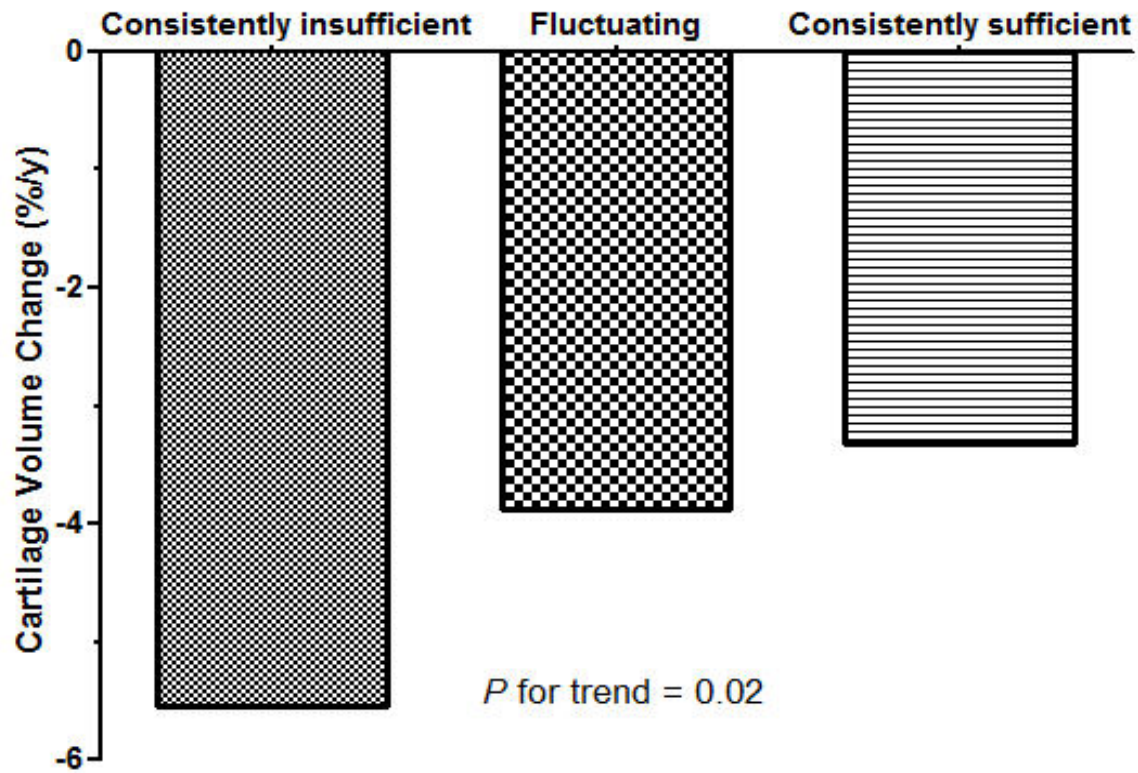 Consistently insufficient Fluctuating Consistently sufficient
0
-2
-4
-6
Cartilage Volume Change (%/y)
P for trend = 0.02